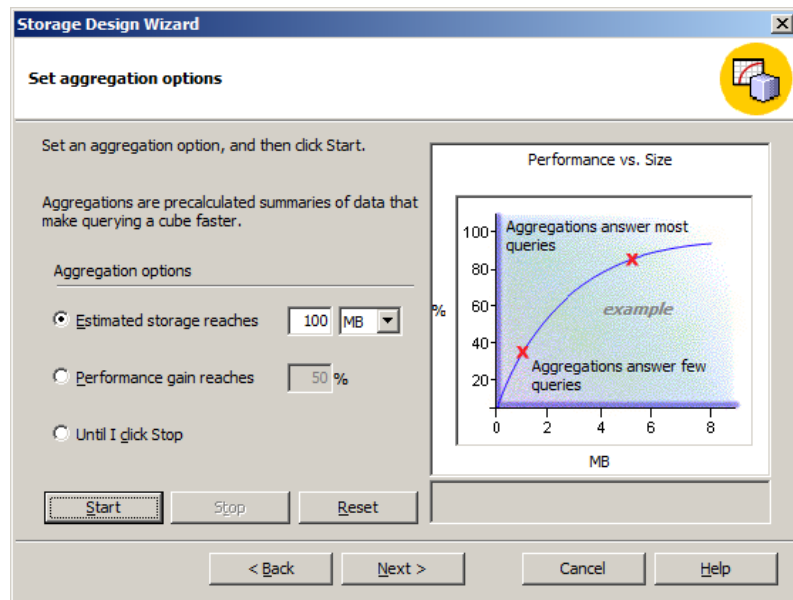 Storage Design Wizard
Set aggregation options
Set an aggregation option, and then click Start.
Aggregations are precalculated summaries of data that
make querying a cube faster.
Aggregation options
Estimated storage reaches 100 MB
Performance gain reaches 50 %
Until I click Stop
Start Stop Reset
Performance vs. Size
%
100
80
60
40
20
Aggregations answer most
queries
example
Aggregations answer few
queries
0 2 4 6 8
MB
< Back Next > Cancel Help